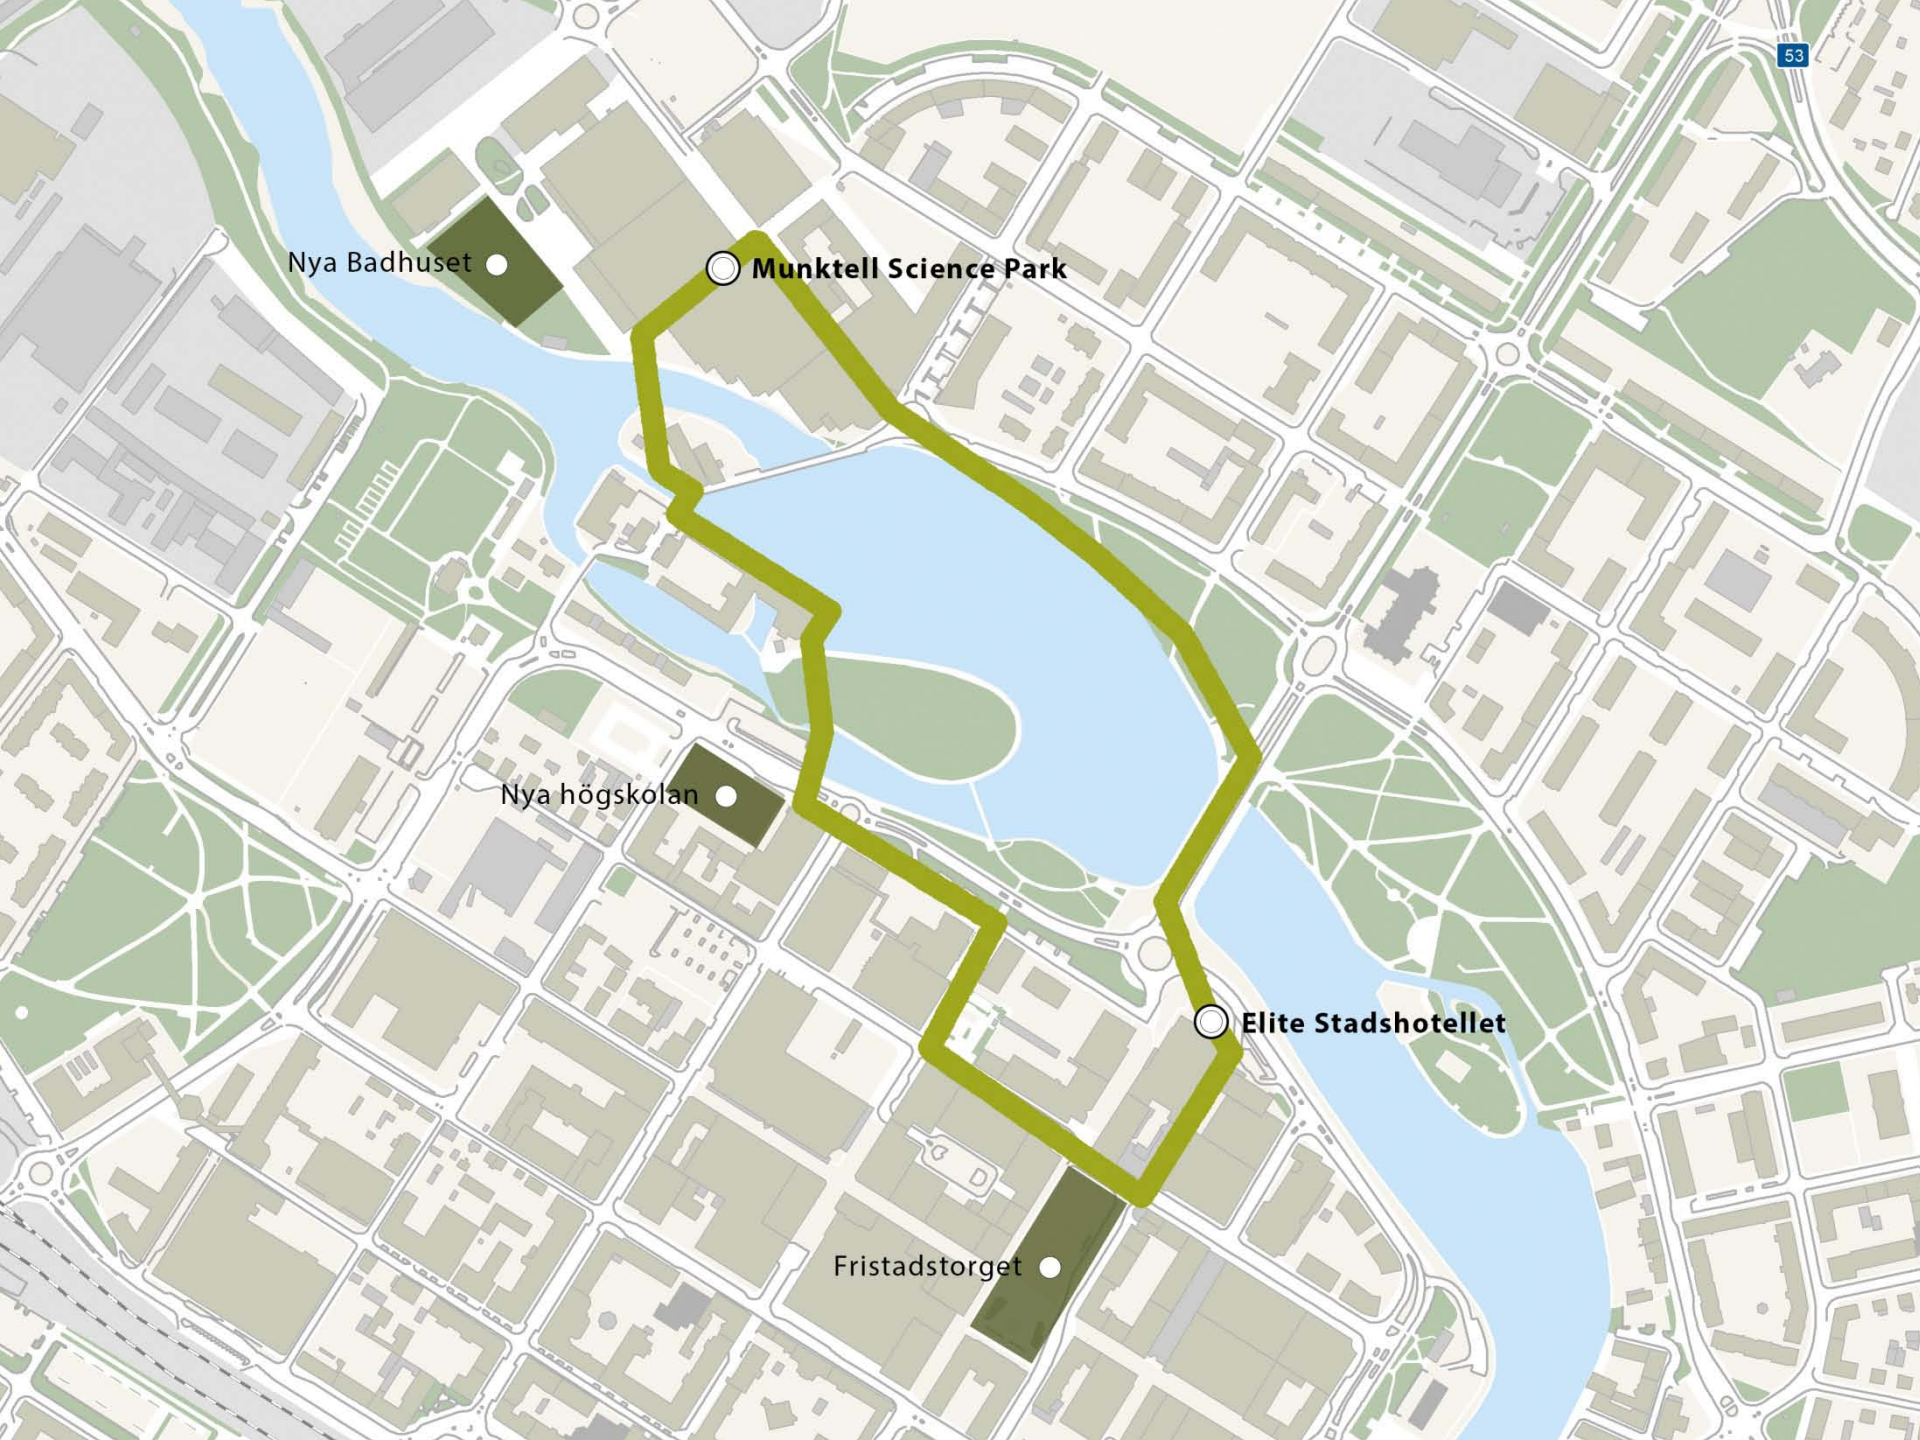 53
Nya Badhuset
Munktell Science Park
Nya högskolan
Elite Stadshotellet
Fristadstorget